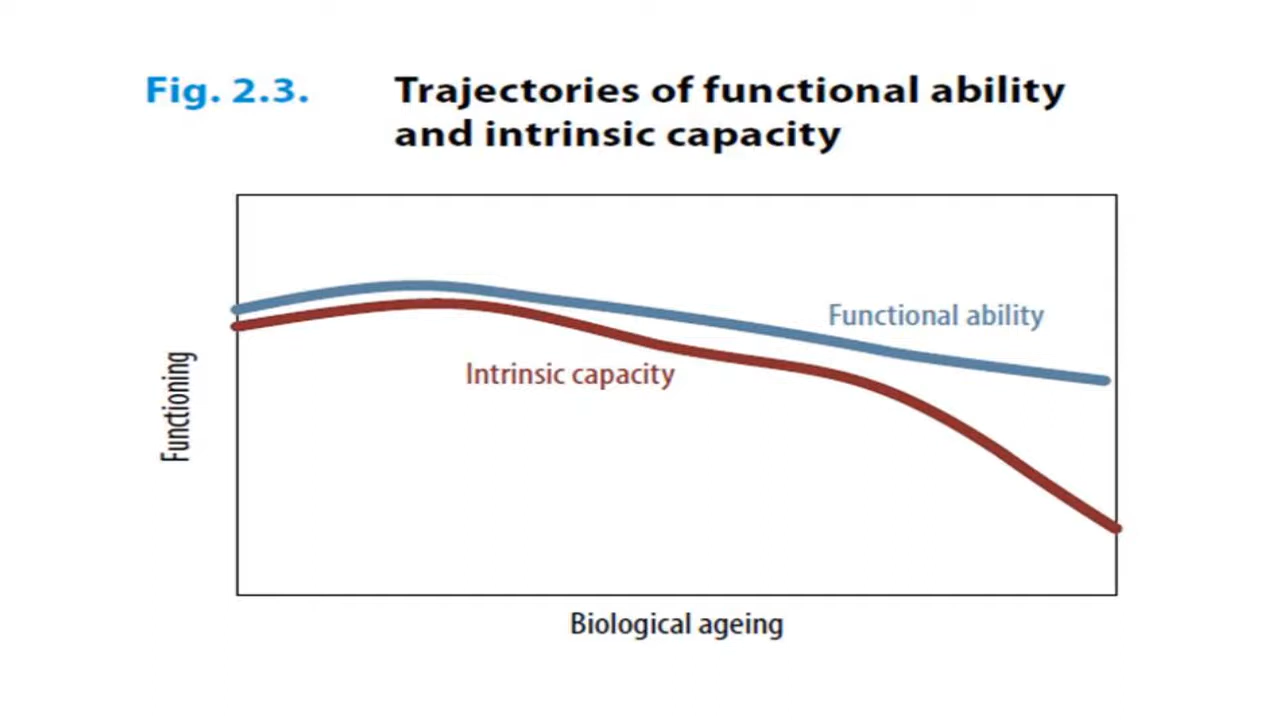 Fig. 2.3. Trajectories of functional ability
and intrinsic capacity
Functional ability
Intrinsic capacity
Functioning
Biological ageing